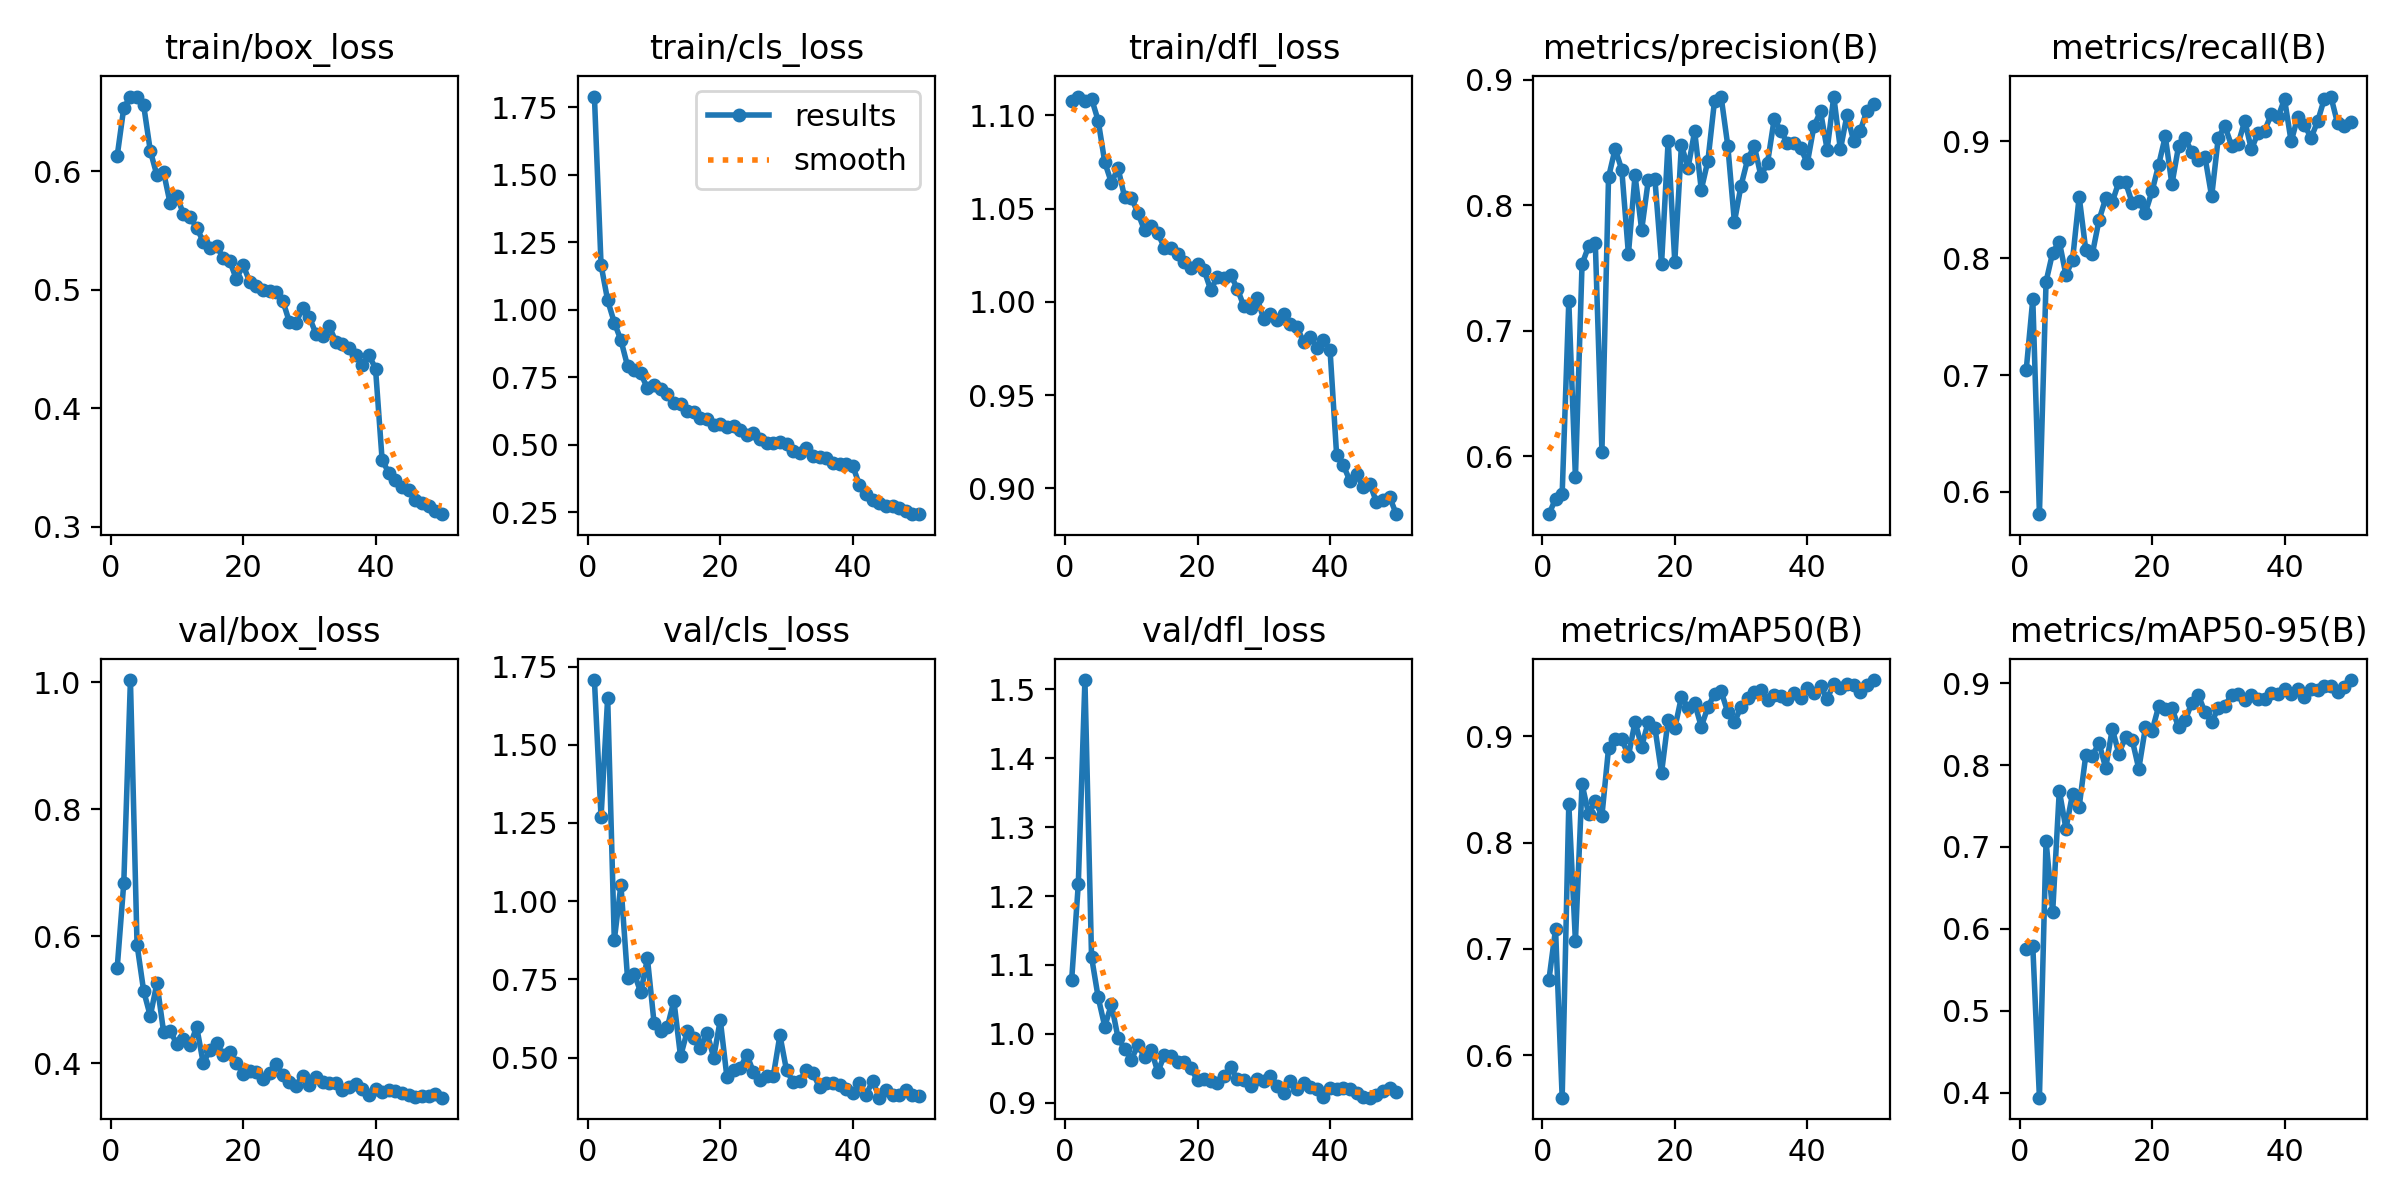 train/box_loss
0.6
0.5
0.4
0.3
0 20 40
train/cls_loss
results
smooth
1.75
1.50
1.25
1.00
0.75
0.50
0.25
0 20 40
train/dfl_loss
1.10
1.05
1.00
0.95
0.90
0 20 40
metrics/precision(B)
0.9
0.8
0.7
0.6
0 20 40
metrics/recall(B)
0.9
0.8
0.7
0.6
0 20 40
val/box_loss
1.0
0.8
0.6
0.4
0 20 40
val/cls_loss
1.75
1.50
1.25
1.00
0.75
0.50
0 20 40
val/dfl_loss
1.5
1.4
1.3
1.2
1.1
1.0
0.9
0 20 40
metrics/mAP50(B)
0.9
0.8
0.7
0.6
0 20 40
metrics/mAP50-95(B)
0.9
0.8
0.7
0.6
0.5
0.4
0 20 40